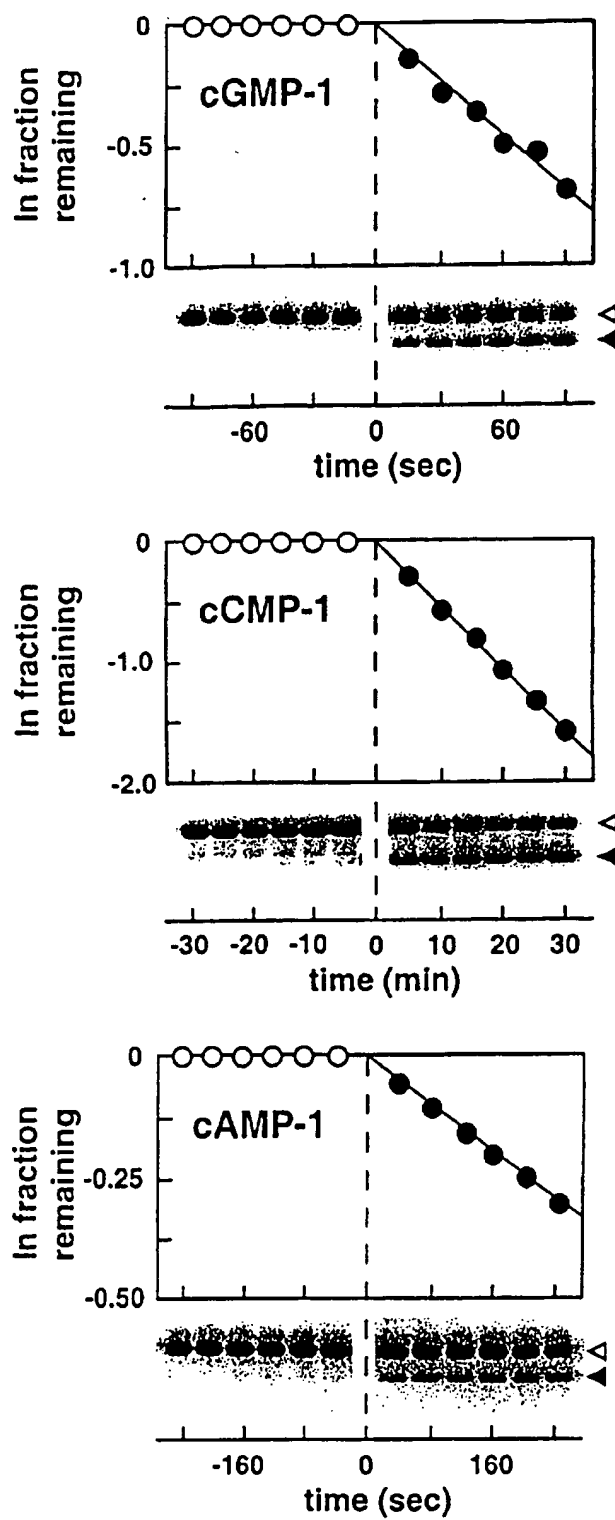 0
-0.5
-1.0
ln fraction
remaining
cGMP-1
-60 0 60
time (sec)
0
-1.0
-2.0
ln fraction
remaining
cCMP-1
-30 -20 -10 0 10 20 30
time (min)
0
-0.25
-0.50
ln fraction
remaining
cAMP-1
-160 0 160
time (sec)